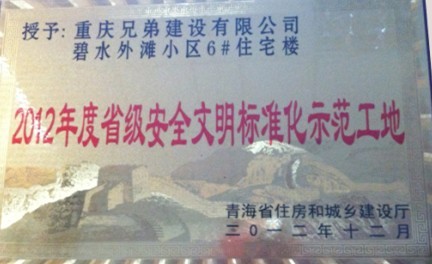 授予:重庆兄弟建设有限公司
碧水外滩小区6#住宅楼
2012年度省级安全文明标准化示范工地
青海省住房和城乡建设厅
二〇一二年十二月